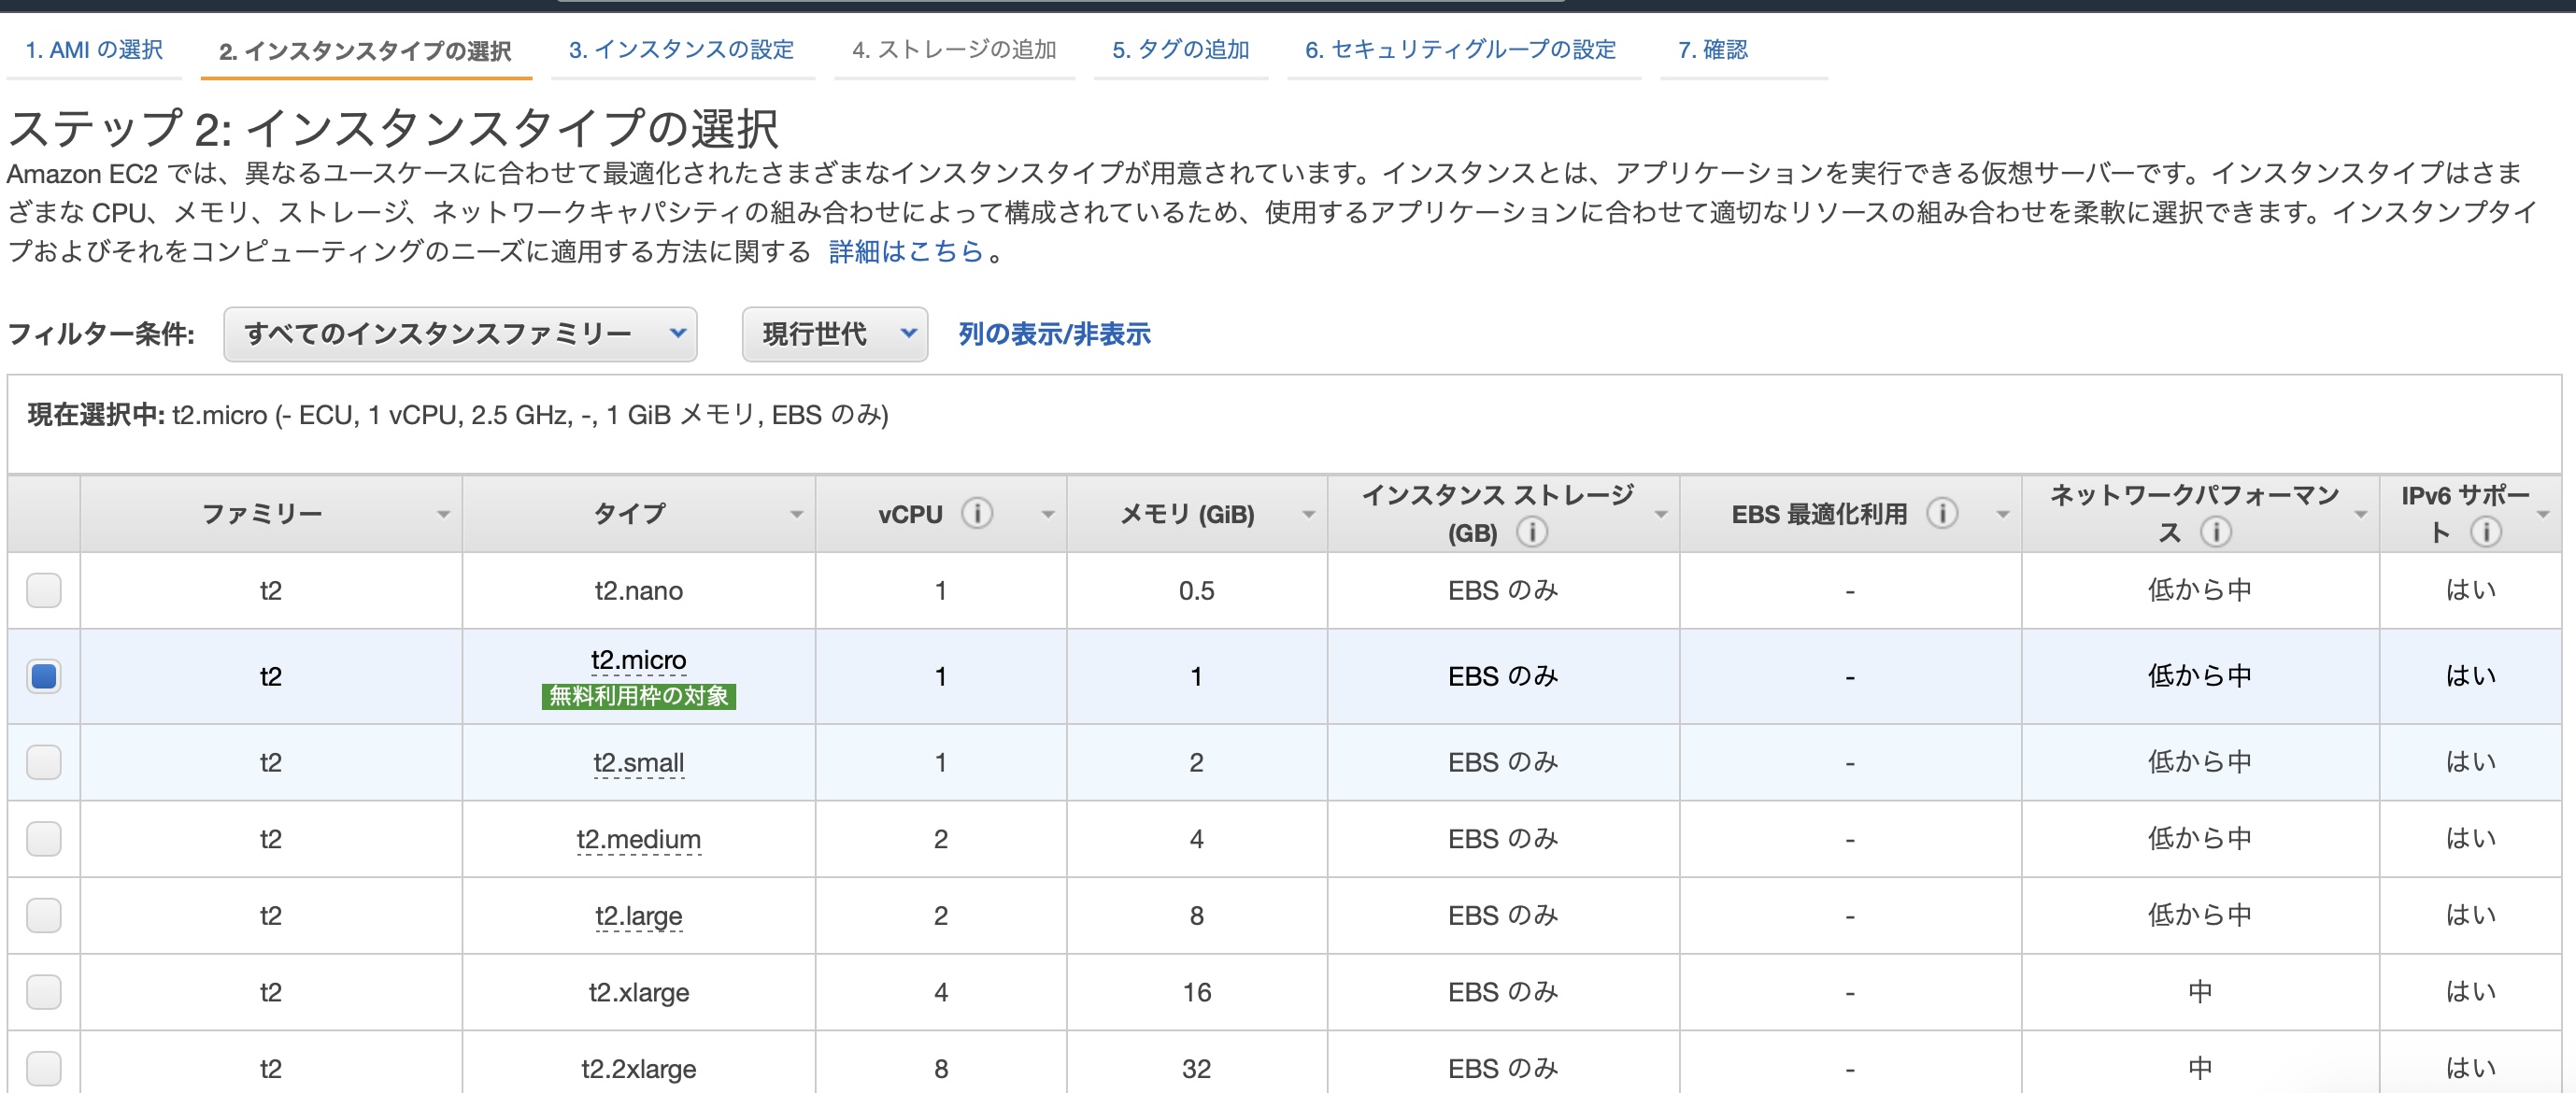 1. AMI の選択 2. インスタンスタイプの選択 3. インスタンスの設定 4. ストレージの追加 5. タグの追加 6. セキュリティグループの設定 7. 確認
ステップ 2: インスタンスタイプの選択
Amazon EC2 では、異なるユースケースに合わせて最適化されたさまざまなインスタンスタイプが用意されています。インスタンスとは、アプリケーションを実行できる仮想サーバーです。インスタンスタイプはさま
ざまな CPU、メモリ、ストレージ、ネットワークキャパシティの組み合わせによって構成されているため、使用するアプリケーションに合わせて適切なリソースの組み合わせを柔軟に選択できます。インスタンプタイ
プおよびそれをコンピューティングのニーズに適用する方法に関する 詳細はこちら。
フィルター条件: すべてのインスタンスファミリー 現行世代 列の表示/非表示
現在選択中: t2.micro (- ECU, 1 vCPU, 2.5 GHz, -, 1 GiB メモリ, EBS のみ)
ファミリー タイプ vCPU メモリ (GiB) インスタンス ストレージ (GB) EBS 最適化利用 ネットワークパフォーマンス IPv6 サポート
t2 t2.nano 1 0.5 EBS のみ - 低から中 はい
t2 t2.micro 1 1 EBS のみ - 低から中 はい
無料利用枠の対象
t2 t2.small 1 2 EBS のみ - 低から中 はい
t2 t2.medium 2 4 EBS のみ - 低から中 はい
t2 t2.large 2 8 EBS のみ - 低から中 はい
t2 t2.xlarge 4 16 EBS のみ - 中 はい
t2 t2.2xlarge 8 32 EBS のみ - 中 はい